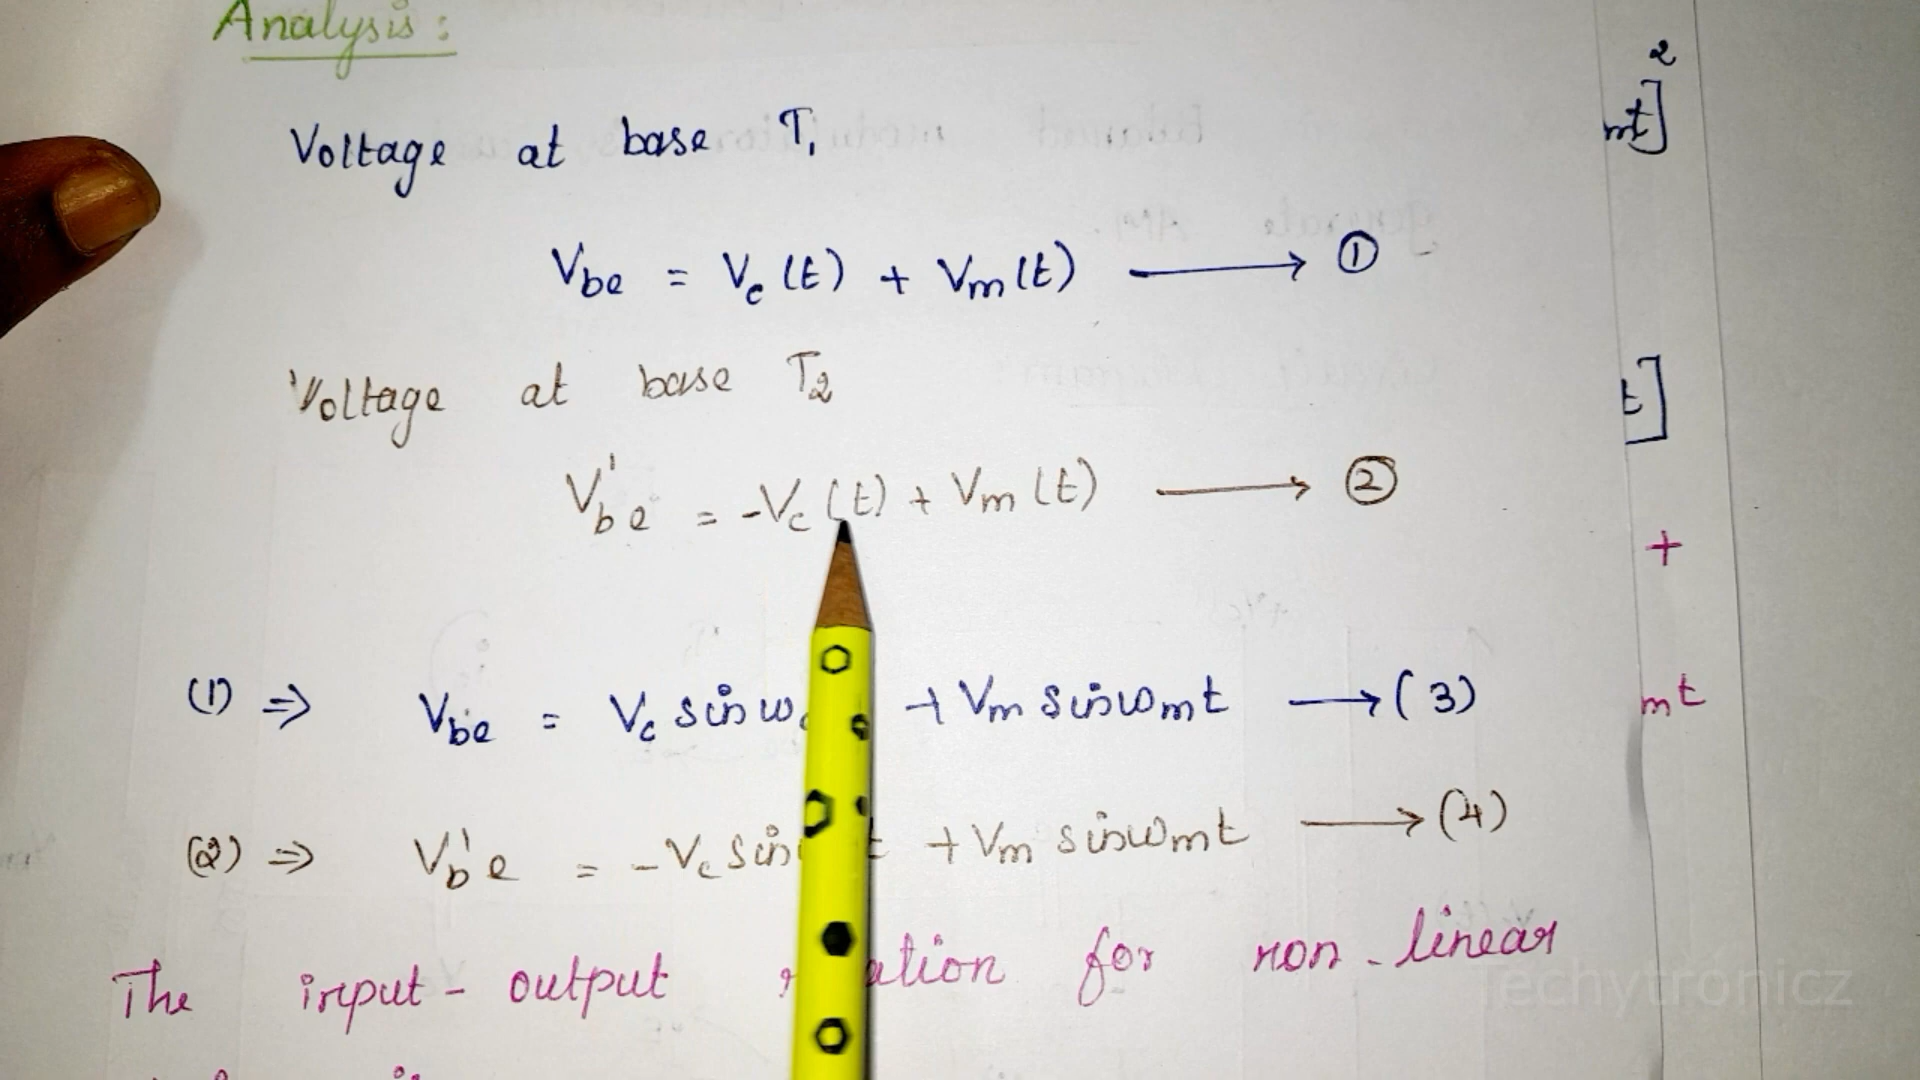 Analysis :
Voltage at base T₁
Vbe = Vc (t) + Vm (t) ⟶ ①
Voltage at base T₂
V'be = -Vc (t) + Vm (t) ⟶ ②
(1) ⇒ Vbe = Vc sin ω + Vm sin ωmt ⟶ (3)
(2) ⇒ Vb'e = -Vc sin t + Vm sin ωmt ⟶ (4)
The input - output for non - linear
Techytronicz
mt]²
t]
+
mt